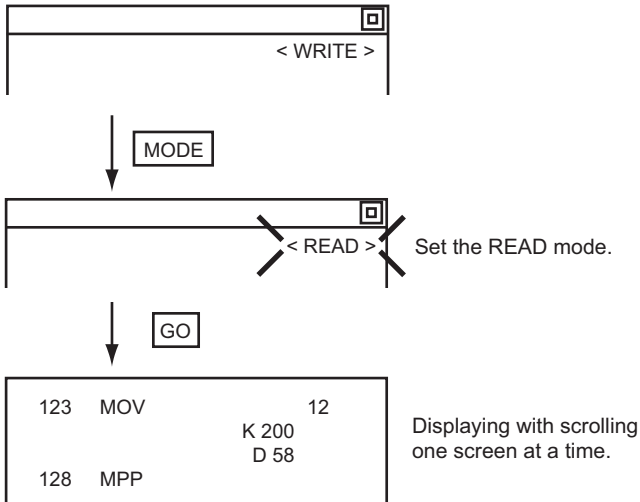 < WRITE >
MODE
< READ >
Set the READ mode.
GO
123 MOV 12
K 200
D 58
128 MPP
Displaying with scrolling
one screen at a time.